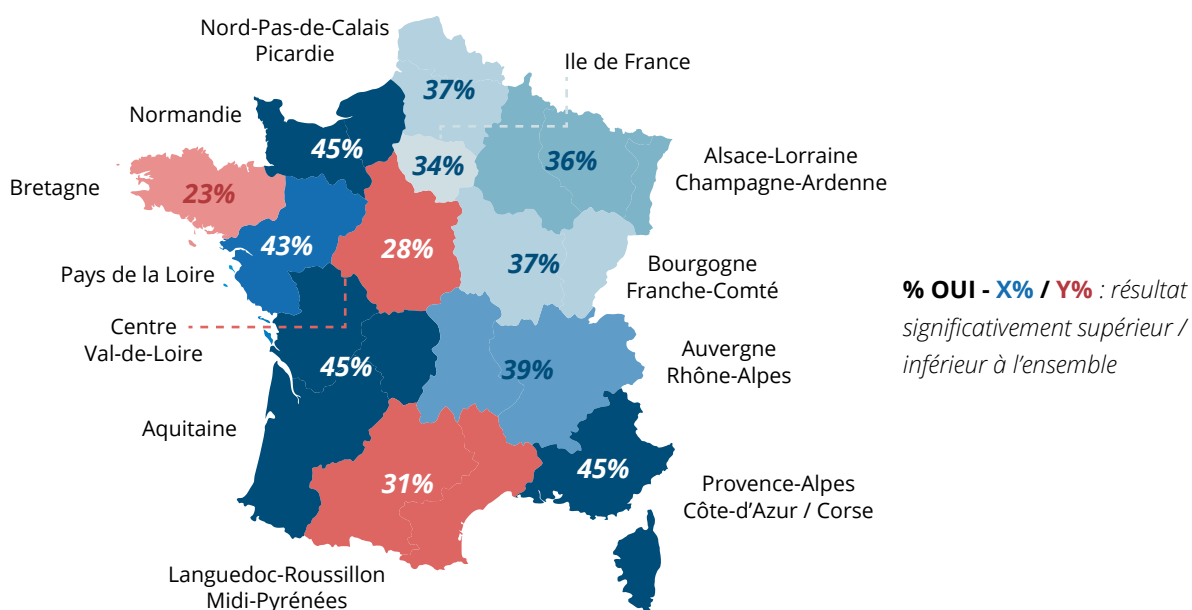 Nord-Pas-de-Calais
Picardie
Ile de France
37%
Normandie
45%
34%
36%
Alsace-Lorraine
Champagne-Ardenne
Bretagne
23%
43%
28%
37%
Pays de la Loire
Bourgogne
Franche-Comté
% OUI - X% / Y% : résultat
significativement supérieur /
inférieur à l’ensemble
Centre
Val-de-Loire
45%
39%
Auvergne
Rhône-Alpes
Aquitaine
31%
45%
Provence-Alpes
Côte-d’Azur / Corse
Languedoc-Roussillon
Midi-Pyrénées